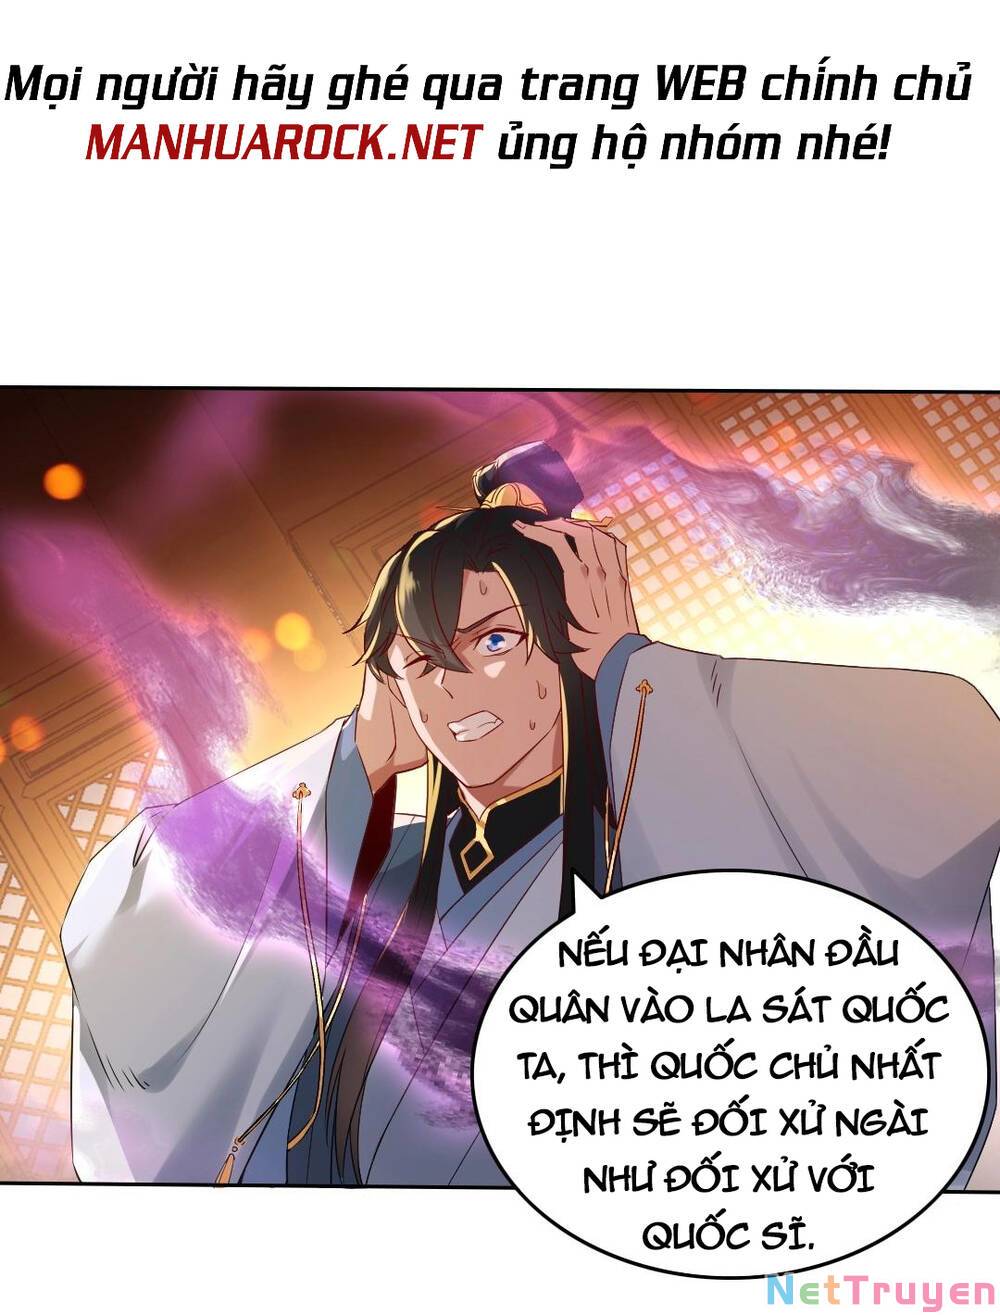 Mọi người hãy ghé qua trang WEB chính chủ
MANHUAROCK.NET ủng hộ nhóm nhé!
NẾU ĐẠI NHÂN ĐẦU
QUÂN VÀO LA SÁT QUỐC
TA, THÌ QUỐC CHỦ NHẤT
ĐỊNH SẼ ĐỐI XỬ NGÀI
NHƯ ĐỐI XỬ VỚI
QUỐC SĨ.
NetTruyen